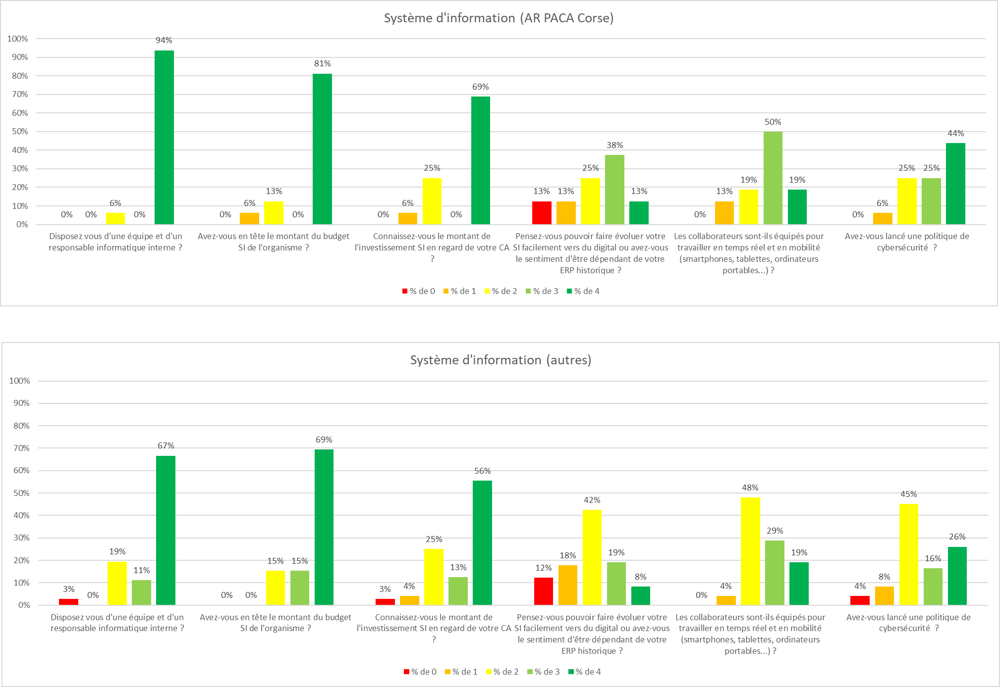 Système d'information (AR PACA Corse)
100%
90%
80%
70%
60%
50%
40%
30%
20%
10%
0%
0% 0% 6% 0% 94%
0% 6% 13% 0% 81%
0% 6% 25% 0% 69%
13% 13% 25% 38% 13%
0% 13% 19% 50% 19%
0% 6% 25% 25% 44%
Disposez vous d'une équipe et d'un
responsable informatique interne ?
Avez-vous en tête le montant du budget
SI de l'organisme ?
Connaissez-vous le montant de
l'investissement SI en regard de votre CA
?
Pensez-vous pouvoir faire évoluer votre
SI facilement vers du digital ou avez-vous
le sentiment d'être dépendant de votre
ERP historique ?
Les collaborateurs sont-ils équipés pour
travailler en temps réel et en mobilité
(smartphones, tablettes, ordinateurs
portables...) ?
Avez-vous lancé une politique de
cybersécurité ?
% de 0 % de 1 % de 2 % de 3 % de 4
Système d'information (autres)
100%
90%
80%
70%
60%
50%
40%
30%
20%
10%
0%
3% 0% 19% 11% 67%
0% 0% 15% 15% 69%
3% 4% 25% 13% 56%
12% 18% 42% 19% 8%
0% 4% 48% 29% 19%
4% 8% 45% 16% 26%
Disposez vous d'une équipe et d'un
responsable informatique interne ?
Avez-vous en tête le montant du budget
SI de l'organisme ?
Connaissez-vous le montant de
l'investissement SI en regard de votre CA
?
Pensez-vous pouvoir faire évoluer votre
SI facilement vers du digital ou avez-vous
le sentiment d'être dépendant de votre
ERP historique ?
Les collaborateurs sont-ils équipés pour
travailler en temps réel et en mobilité
(smartphones, tablettes, ordinateurs
portables...) ?
Avez-vous lancé une politique de
cybersécurité ?
% de 0 % de 1 % de 2 % de 3 % de 4